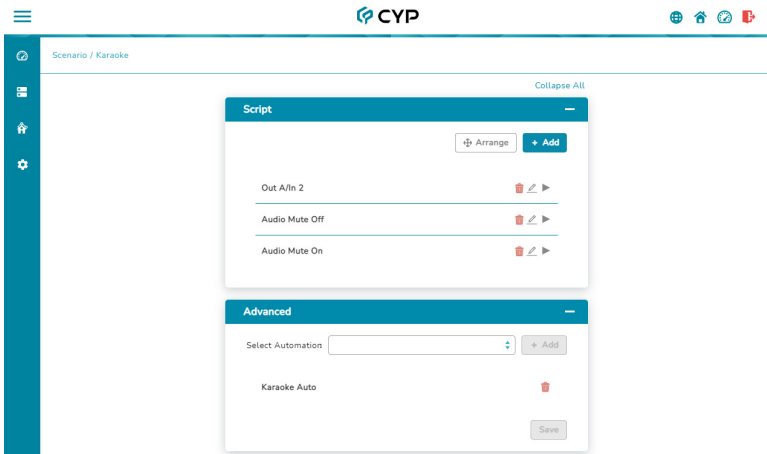 CYP
Scenario / Karaoke
Collapse All
Script
Arrange
+ Add
Out A/In 2
Audio Mute Off
Audio Mute On
Advanced
Select Automation
+ Add
Karaoke Auto
Save